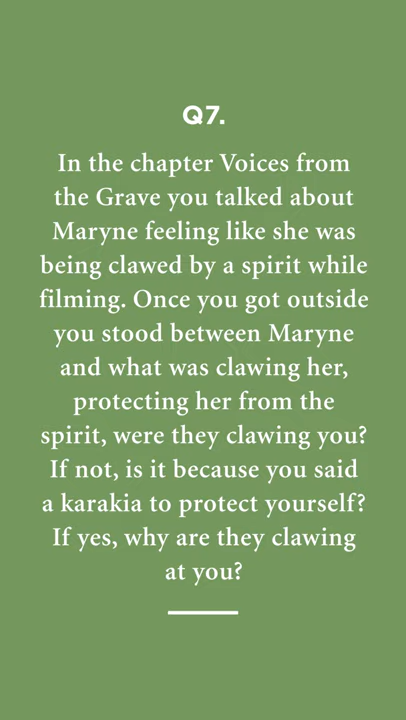 Q7.
In the chapter Voices from
the Grave you talked about
Maryne feeling like she was
being clawed by a spirit while
filming. Once you got outside
you stood between Maryne
and what was clawing her,
protecting her from the
spirit, were they clawing you?
If not, is it because you said
a karakia to protect yourself?
If yes, why are they clawing
at you?